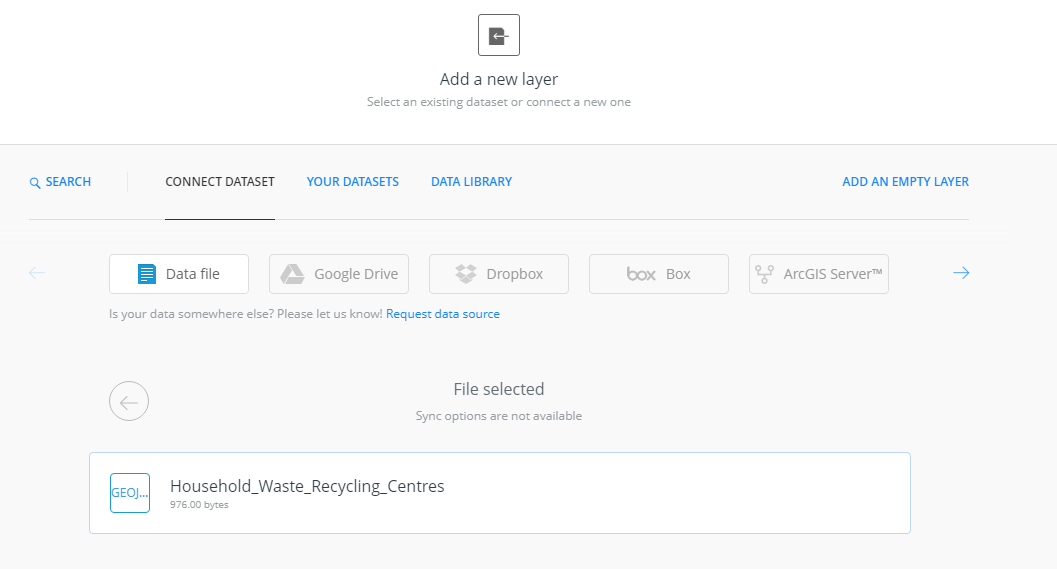 Add a new layer
Select an existing dataset or connect a new one
SEARCH CONNECT DATASET YOUR DATASETS DATA LIBRARY ADD AN EMPTY LAYER
Data file Google Drive Dropbox box Box ArcGIS Server™
Is your data somewhere else? Please let us know! Request data source
File selected
Sync options are not available
GEOJ... Household_Waste_Recycling_Centres
976.00 bytes